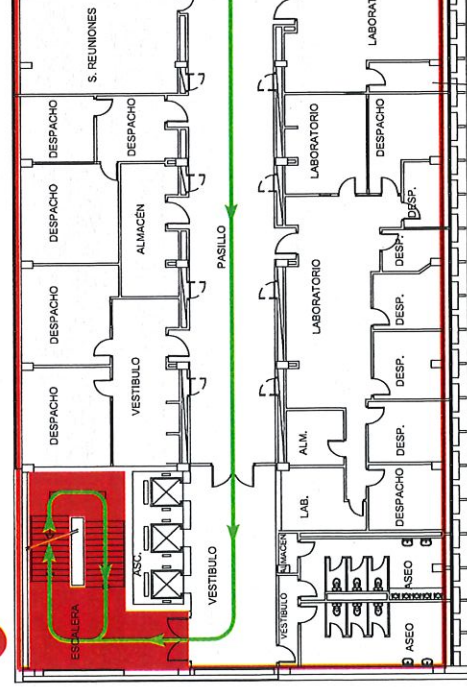 S. REUNIONES
LABORAT
DESPACHO
DESPACHO
LABORATORIO
DESPACHO
DESPACHO
ALMACÉN
PASILLO
DESP.
DESP.
DESPACHO
LABORATORIO
DESP.
VESTIBULO
DESP.
DESPACHO
ALM.
DESP.
LAB.
DESPACHO
ASC.
VESTIBULO
ALMACEN
ASEO
ESCALERA
VESTIBULO
ASEO